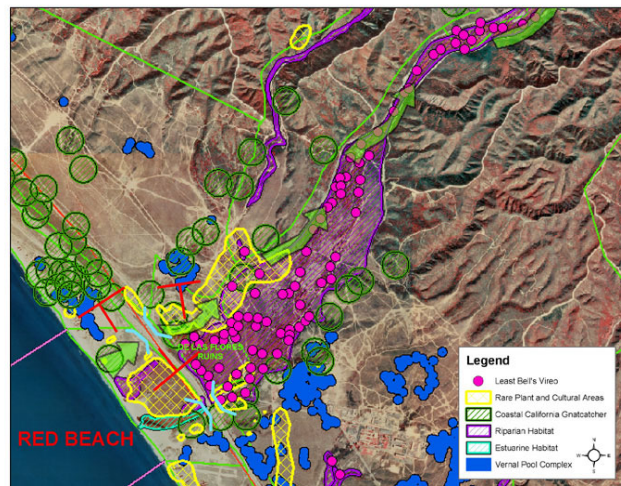 DE LAS FLORES
RUINS
RED BEACH
Legend
Least Bell's Vireo
Rare Plant and Cultural Areas
Coastal California Gnatcatcher
Riparian Habitat
Estuarine Habitat
Vernal Pool Complex
N
W E
S